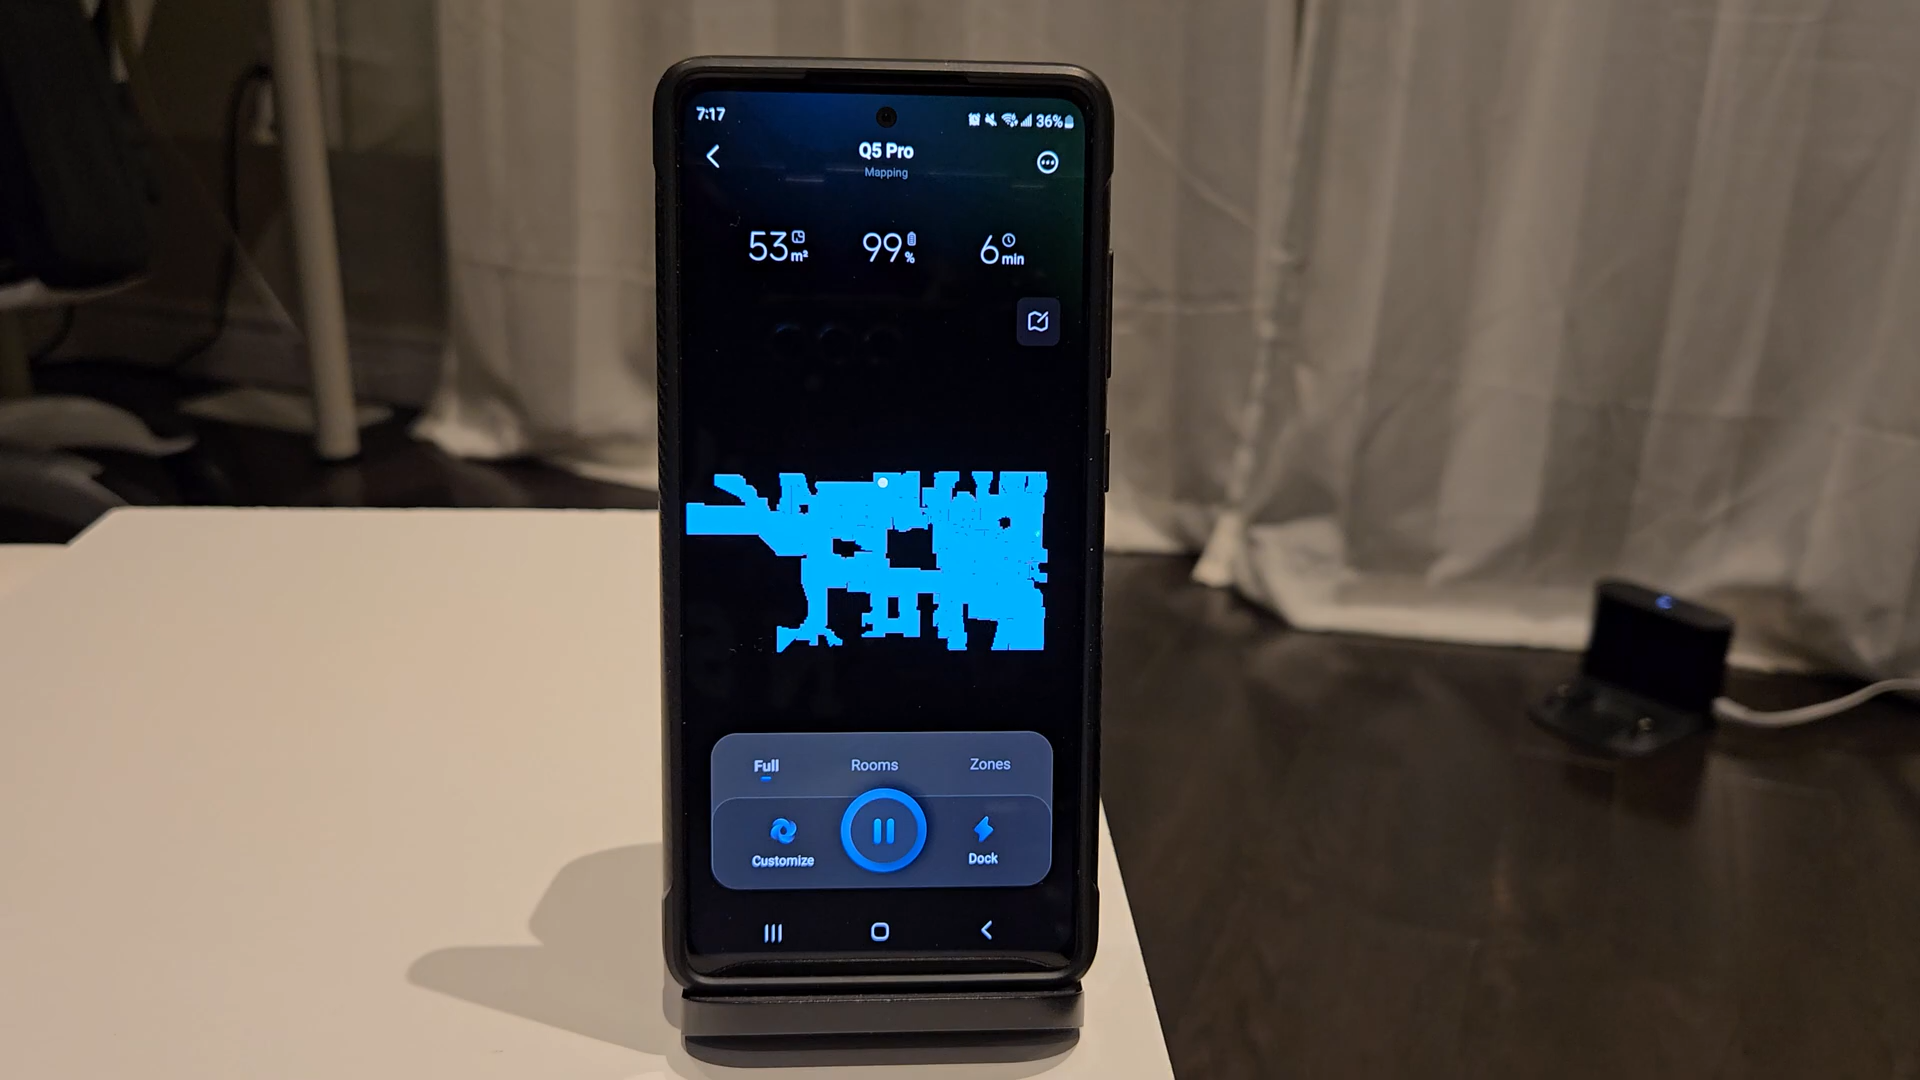 7:17 36%
Q5 Pro
Mapping
53 m² 99 % 6 min
Full Rooms Zones
Customize Dock